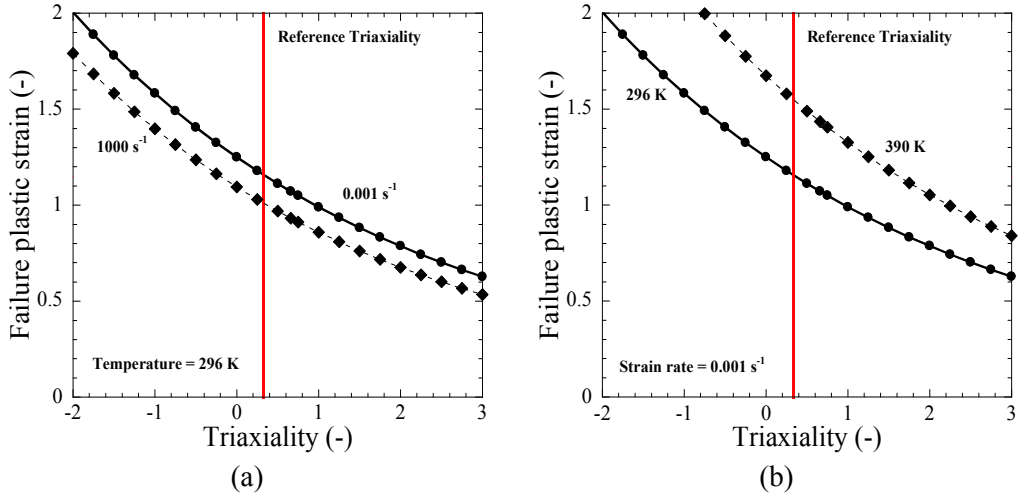 2
1.5
1
0.5
0
-2
-1
0
1
2
3
Failure plastic strain (-)
Triaxiality (-)
Reference Triaxiality
1000 s⁻¹
0.001 s⁻¹
Temperature = 296 K
(a)
2
1.5
1
0.5
0
-2
-1
0
1
2
3
Failure plastic strain (-)
Triaxiality (-)
Reference Triaxiality
296 K
390 K
Strain rate = 0.001 s⁻¹
(b)